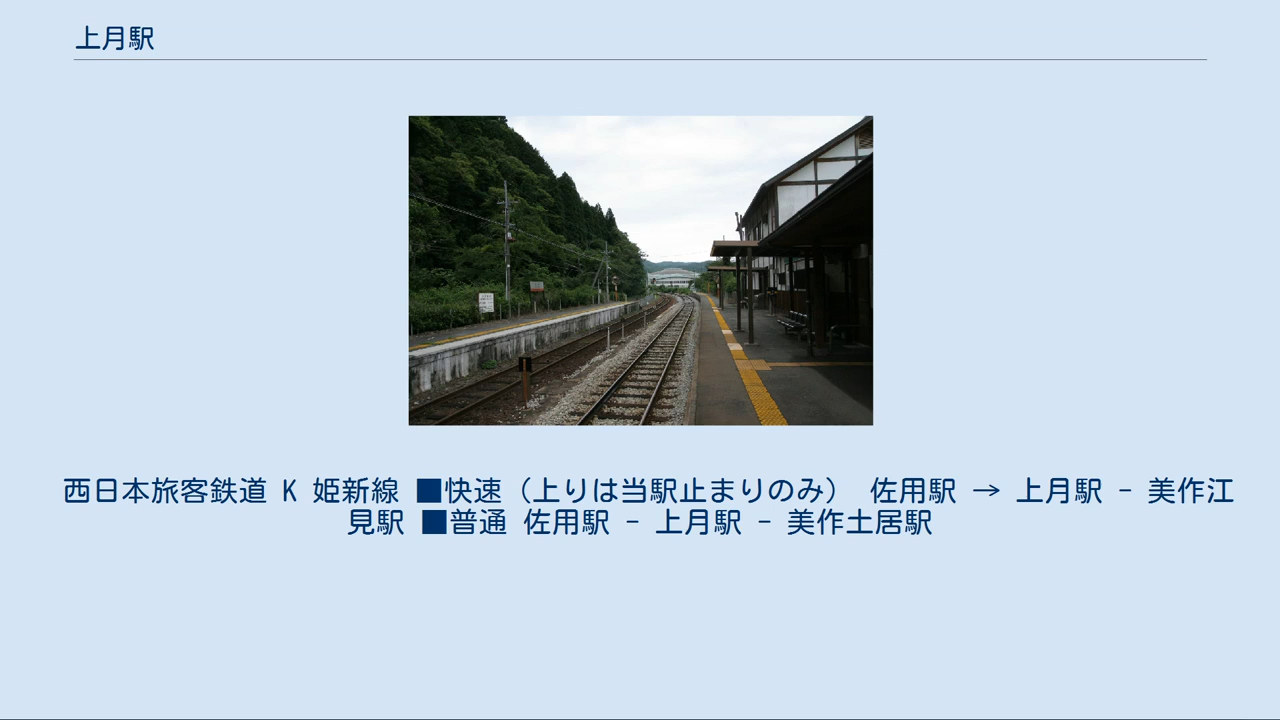 上月駅
西日本旅客鉄道 K 姫新線 ■快速（上りは当駅止まりのみ） 佐用駅 → 上月駅 - 美作江
見駅 ■普通 佐用駅 - 上月駅 - 美作土居駅